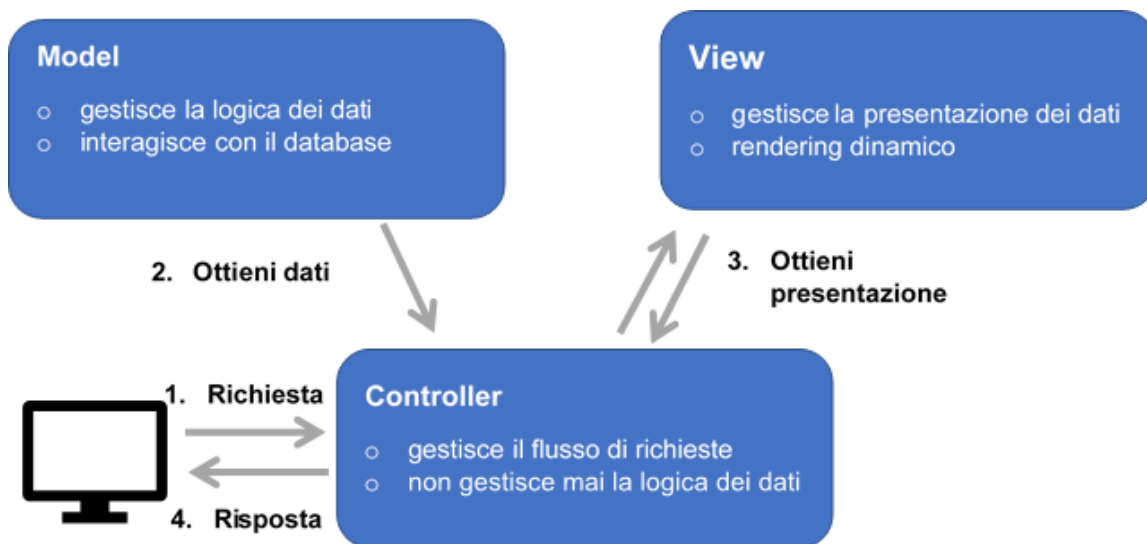 Model
o gestisce la logica dei dati
o interagisce con il database
View
o gestisce la presentazione dei dati
o rendering dinamico
2. Ottieni dati
3. Ottieni
presentazione
1. Richiesta
Controller
o gestisce il flusso di richieste
o non gestisce mai la logica dei dati
4. Risposta